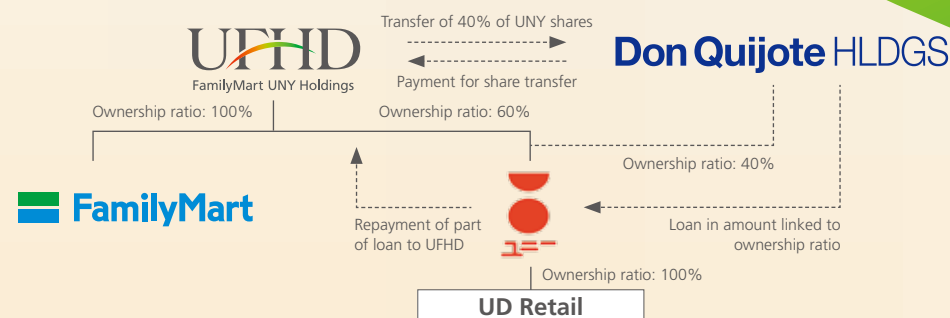 Transfer of 40% of UNY shares
UFHD
FamilyMart UNY Holdings
Don Quijote HLDGS
Payment for share transfer
Ownership ratio: 100%
Ownership ratio: 60%
Ownership ratio: 40%
FamilyMart
Repayment of part
of loan to UFHD
ユニー
Loan in amount linked to
ownership ratio
Ownership ratio: 100%
UD Retail